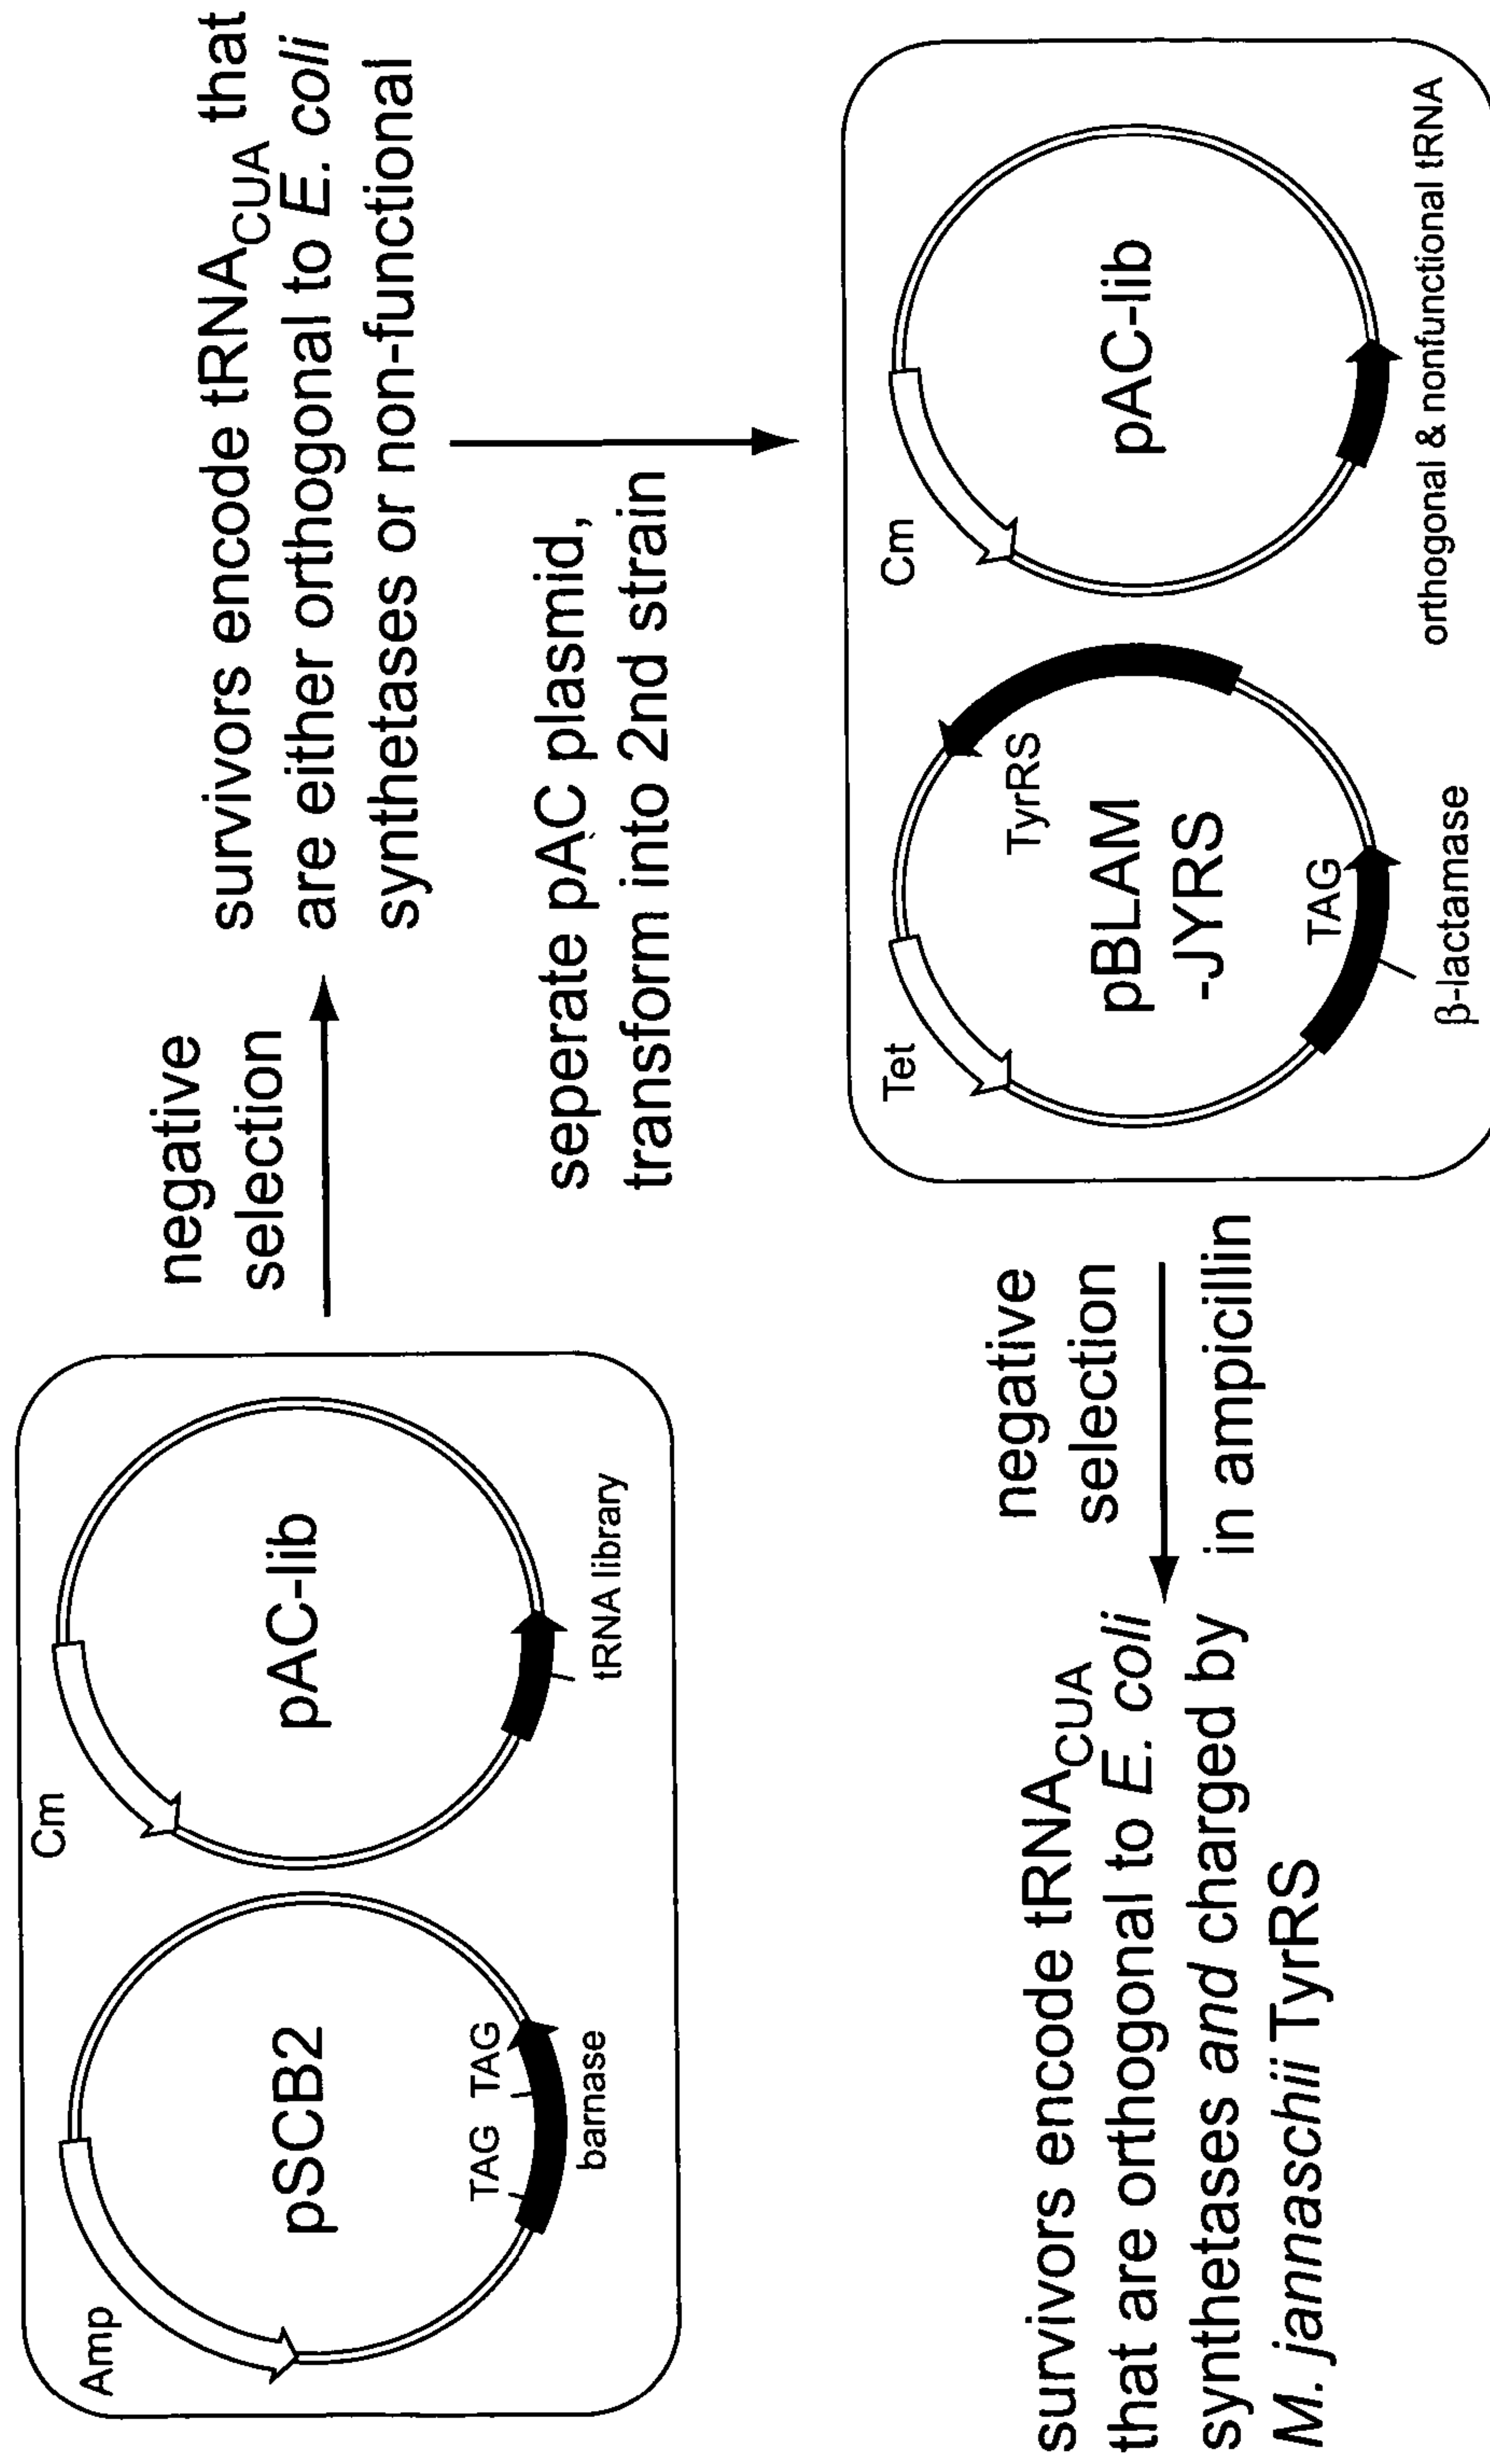 Amp
pSCB2
TAG TAG
barnase
Cm
pAC-lib
tRNA library
negative
selection
survivors encode tRNACUA that
are either orthogonal to E. coli
synthetases or non-functional
seperate pAC plasmid,
transform into 2nd strain
Tet
TyrRS
pBLAM
-JYRS
TAG
β-lactamase
Cm
pAC-lib
orthogonal & nonfunctional tRNA
negative
selection
in ampicillin
survivors encode tRNACUA
that are orthogonal to E. coli
synthetases and charged by
M. jannaschii TyrRS